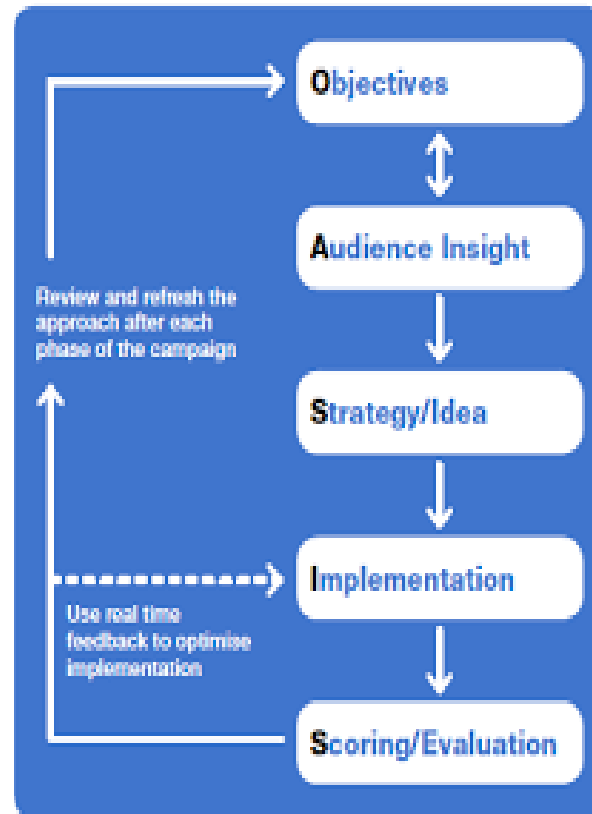 Objectives
Audience Insight
Review and refresh the
approach after each
phase of the campaign
Strategy/Idea
Implementation
Use real time
feedback to optimise
implementation
Scoring/Evaluation